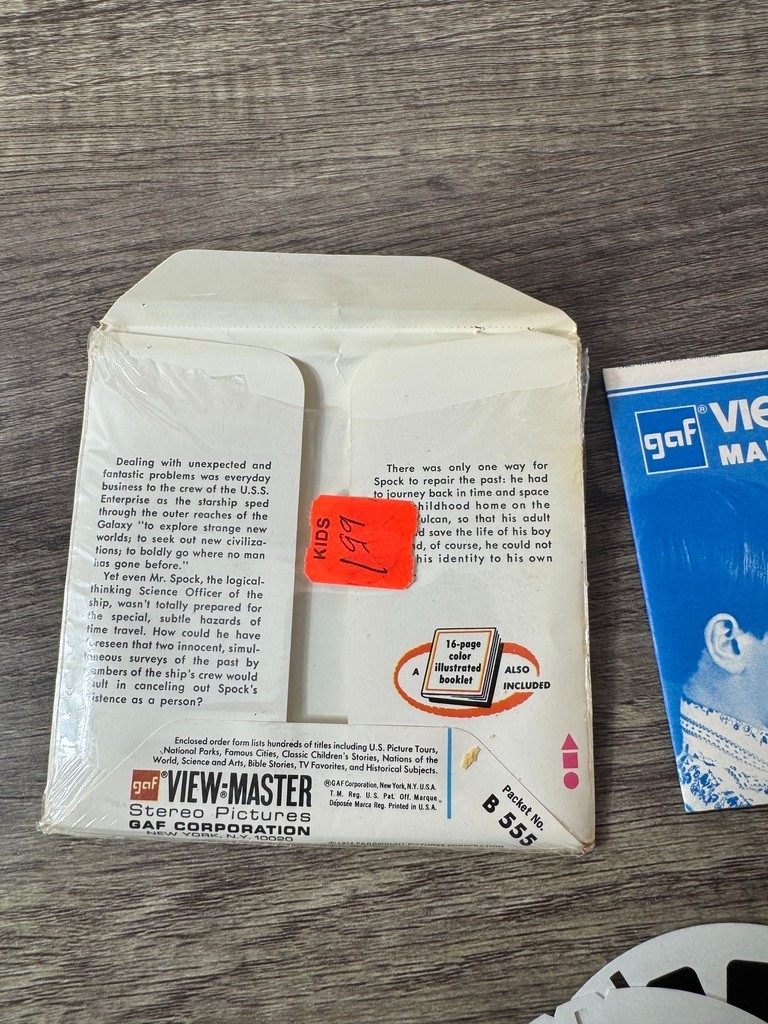 Dealing with unexpected and
fantastic problems was everyday
business to the crew of the U.S.S.
Enterprise as the starship sped
through the outer reaches of the
Galaxy "to explore strange new
worlds; to seek out new civiliza-
tions; to boldly go where no man
has gone before."
Yet even Mr. Spock, the logical-
thinking Science Officer of the
ship, wasn't totally prepared for
the special, subtle hazards of
time travel. How could he have
foreseen that two innocent, simul-
taneous surveys of the past by
members of the ship's crew would
result in canceling out Spock's
existence as a person?
There was only one way for
Spock to repair the past: he had
to journey back in time and space
childhood home on the
ulcan, so that his adult
save the life of his boy
nd, of course, he could not
his identity to his own
KIDS
1.99
A
16-page
color
illustrated
booklet
ALSO
INCLUDED
Enclosed order form lists hundreds of titles including U.S. Picture Tours,
National Parks, Famous Cities, Classic Children's Stories, Nations of the
World, Science and Arts, Bible Stories, TV Favorites, and Historical Subjects.
gaf ® VIEW-MASTER ®
Stereo Pictures
GAF CORPORATION
NEW YORK, N.Y. 10020
®GAF Corporation, New York, N.Y. U.S.A.
T. M. Reg. U. S. Pat. Off. Marque
Déposée Marca Reg. Printed in U.S.A.
Packet No.
B 555
PARAMOUNT PICTURES CORPORATION
gaf ® VIE
MA